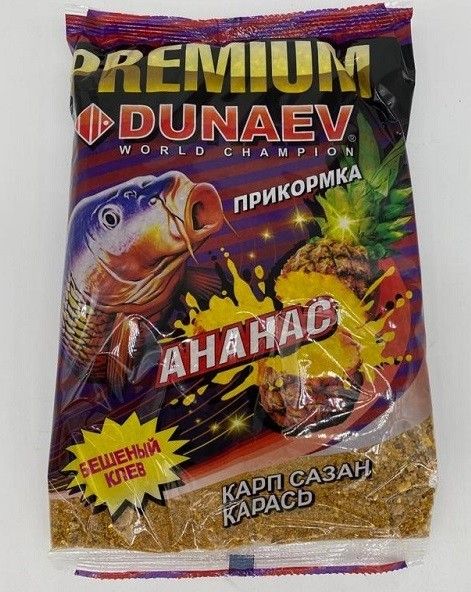 PREMIUM
DUNAEV®
WORLD CHAMPION
ПРИКОРМКА
АНАНАС
БЕШЕНЫЙ
КЛЕВ
КАРП САЗАН
КАРАСЬ